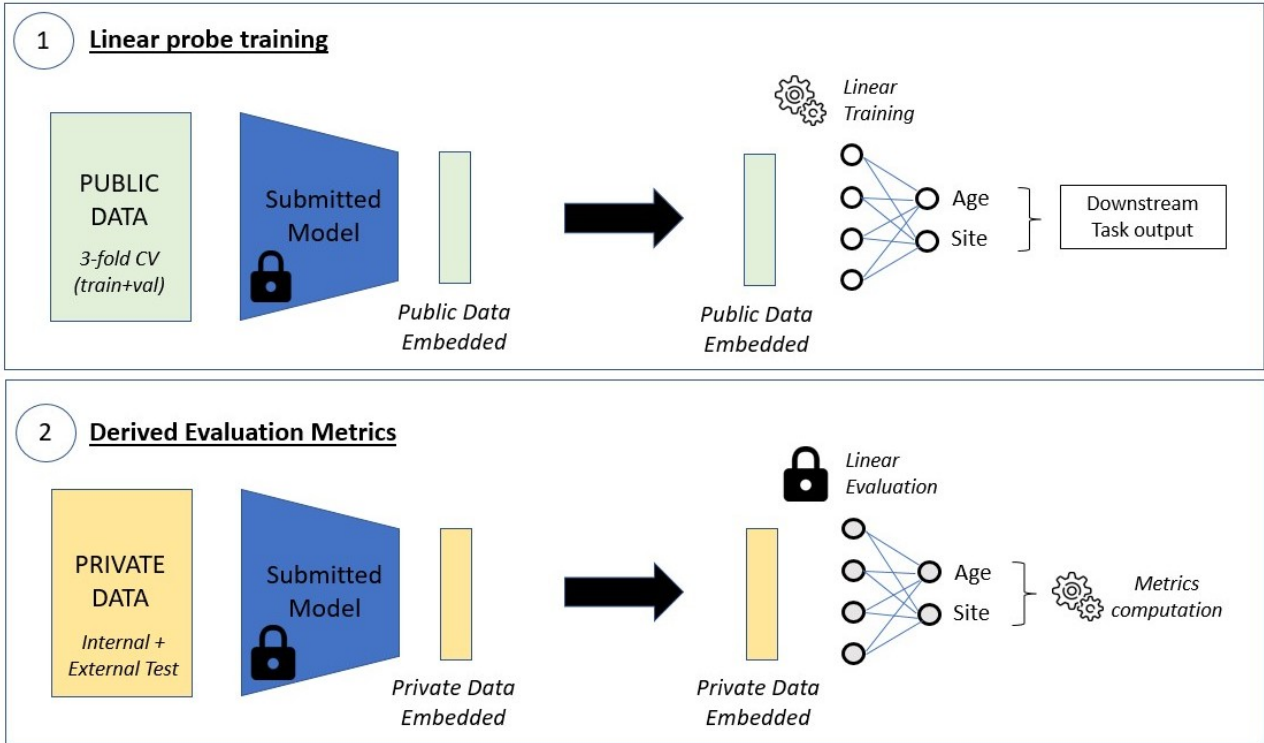 1
Linear probe training
PUBLIC
DATA
3-fold CV
(train+val)
Submitted
Model
Public Data
Embedded
Public Data
Embedded
Linear
Training
Age
Site
Downstream
Task output
2
Derived Evaluation Metrics
PRIVATE
DATA
Internal +
External Test
Submitted
Model
Private Data
Embedded
Private Data
Embedded
Linear
Evaluation
Age
Site
Metrics
computation